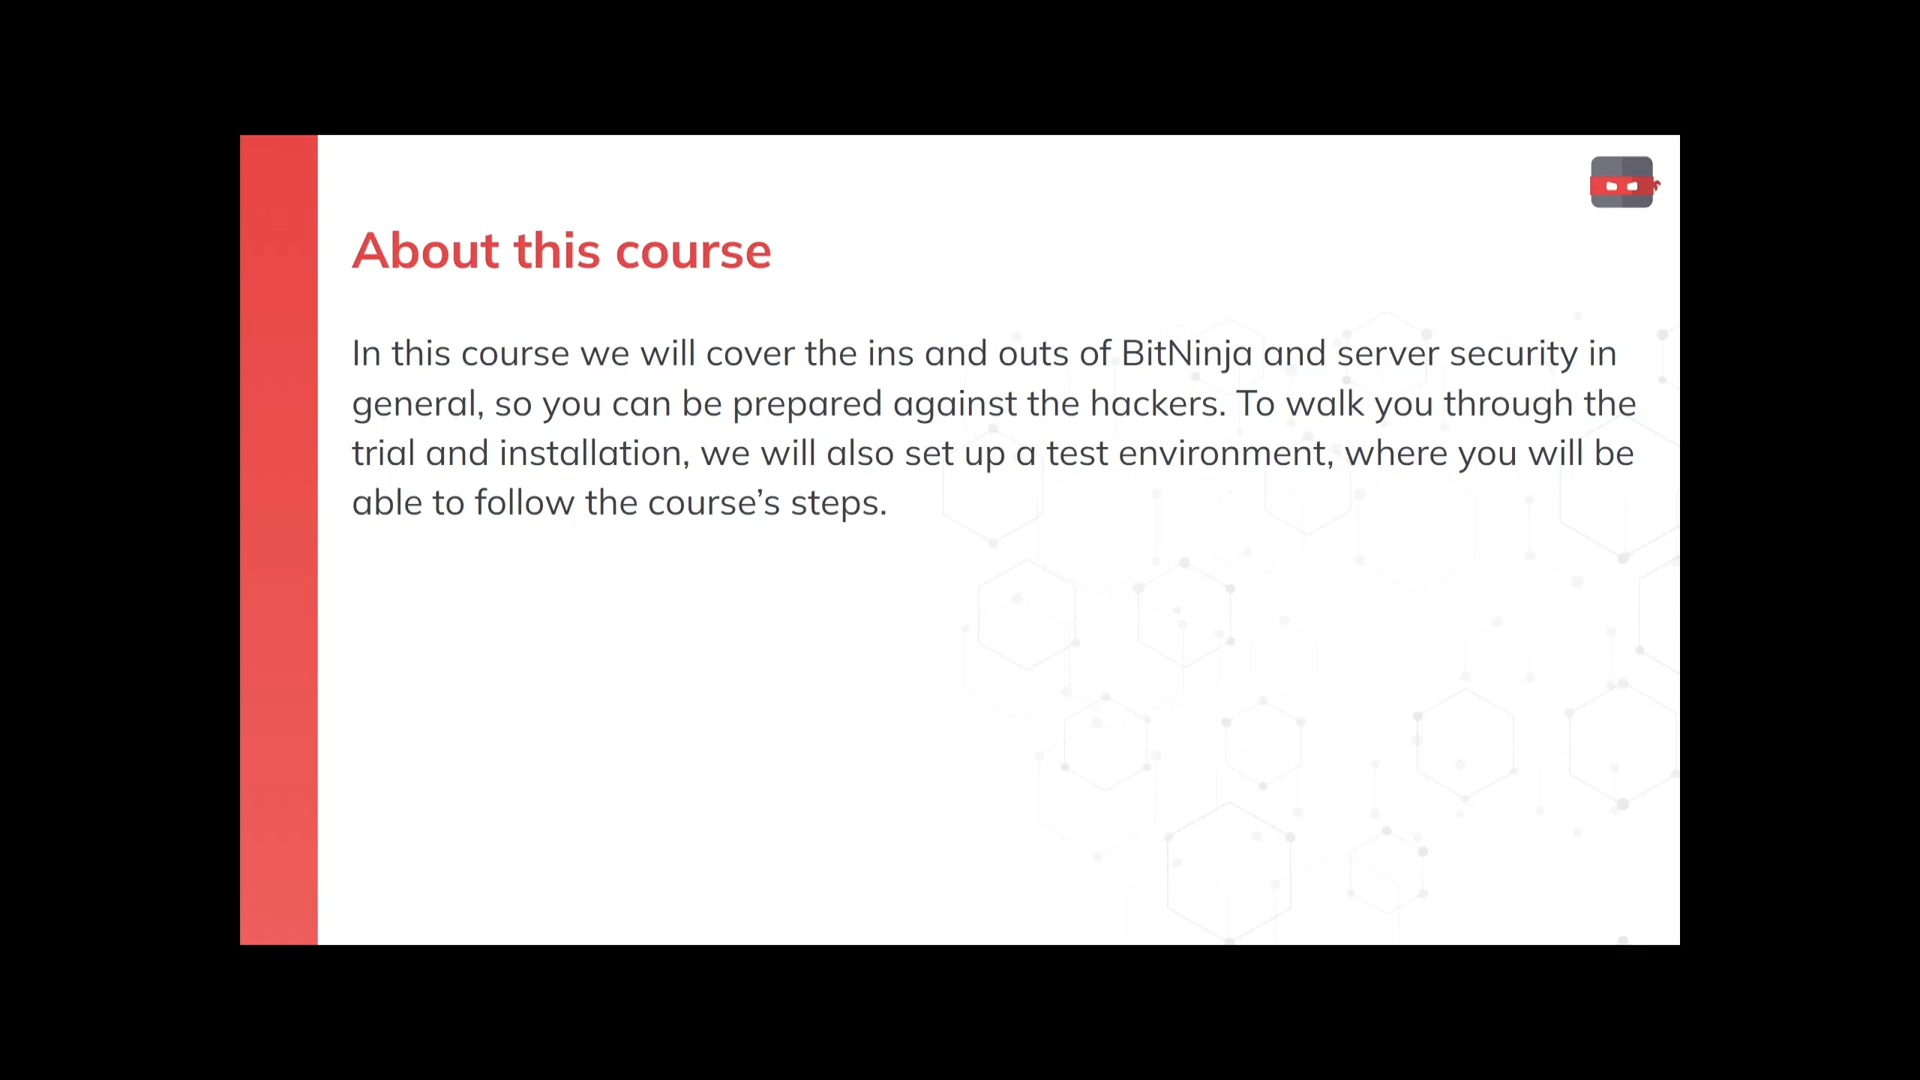 About this course
In this course we will cover the ins and outs of BitNinja and server security in
general, so you can be prepared against the hackers. To walk you through the
trial and installation, we will also set up a test environment, where you will be
able to follow the course’s steps.